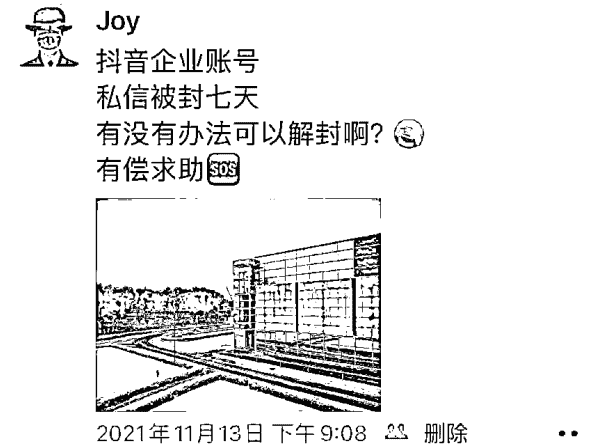 Joy
抖音企业账号
私信被封七天
有没有办法可以解封啊?
有偿求助SOS
2021年11月13日 下午9:08 删除